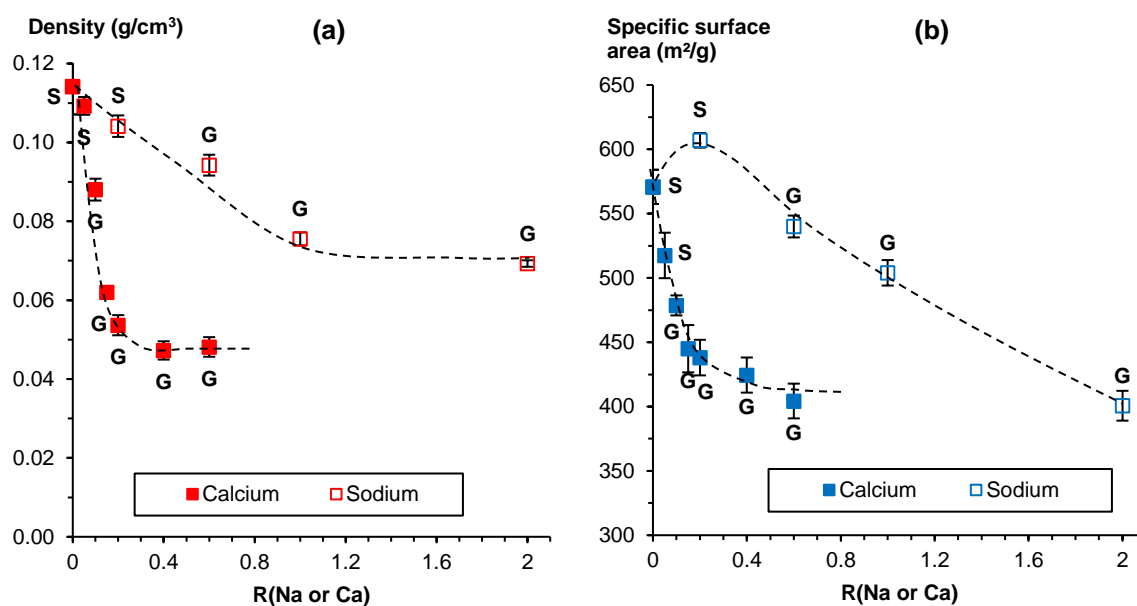 Density (g/cm³)
(a)
0.12
0.10
0.08
0.06
0.04
0.02
0.00
S
S
S
G
G
G
G
G
G
G
G
Calcium
Sodium
0
0.4
0.8
1.2
1.6
2
R(Na or Ca)
Specific surface
area (m²/g)
(b)
650
600
550
500
450
400
350
300
S
S
S
G
G
G
G
G
G
G
G
Calcium
Sodium
0
0.4
0.8
1.2
1.6
2
R(Na or Ca)